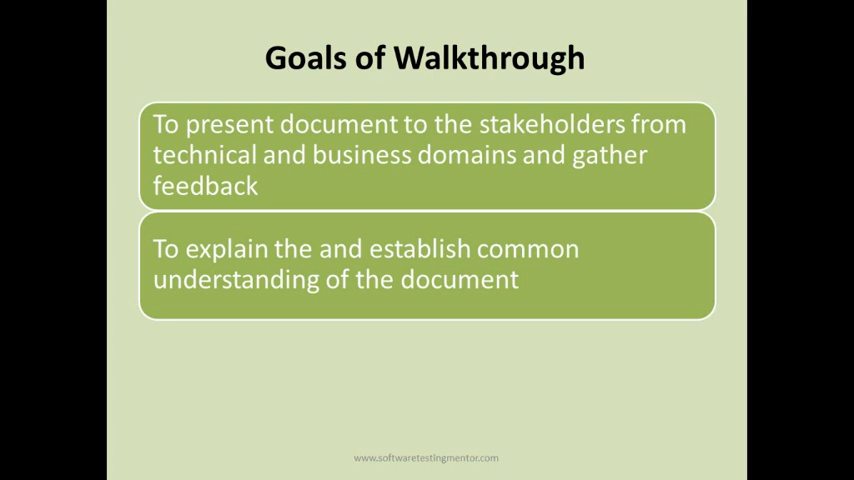 Goals of Walkthrough
To present document to the stakeholders from
technical and business domains and gather
feedback
To explain the and establish common
understanding of the document
www.softwaretestingmentor.com